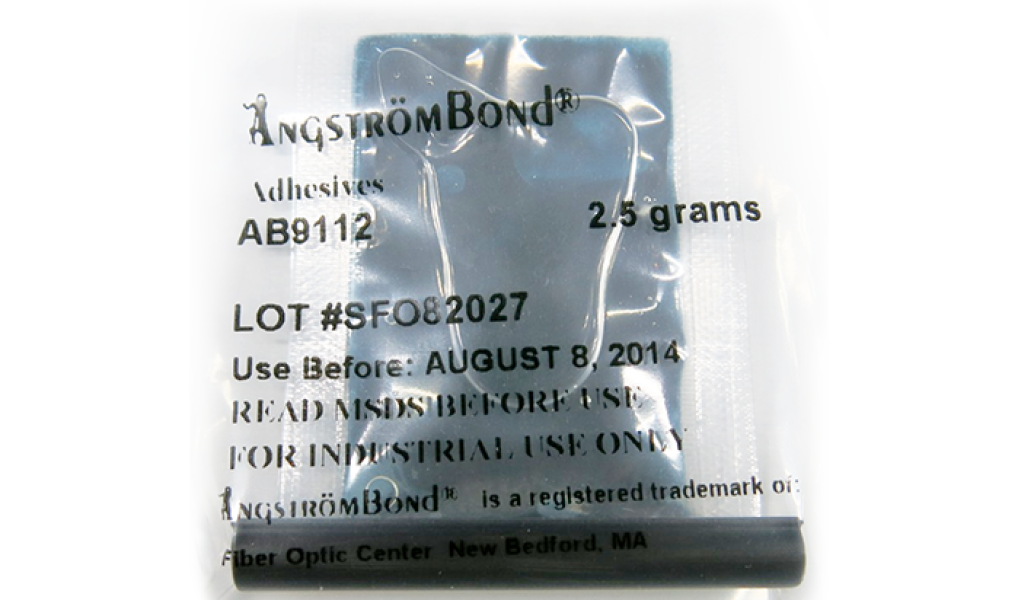 ÅNGSTRÖMBOND®
Adhesives
AB9112
2.5 grams
LOT #SFO82027
Use Before: AUGUST 8, 2014
READ MSDS BEFORE USE
FOR INDUSTRIAL USE ONLY
ÅNGSTRÖMBOND® is a registered trademark of:
Fiber Optic Center New Bedford, MA